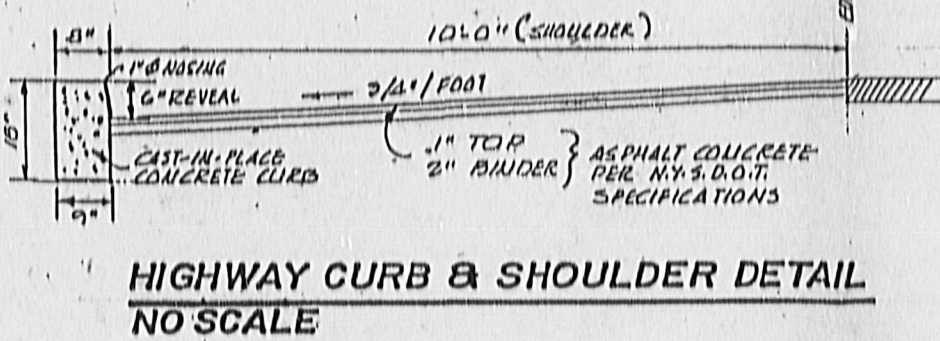 8"
10'-0" (SHOULDER)
1"Ø NOSING
6" REVEAL
3/4"/FOOT
CAST-IN-PLACE
CONCRETE CURB
9"
1" TOP
2" BINDER
ASPHALT CONCRETE
PER N.Y.S.D.O.T.
SPECIFICATIONS
HIGHWAY CURB & SHOULDER DETAIL
NO SCALE